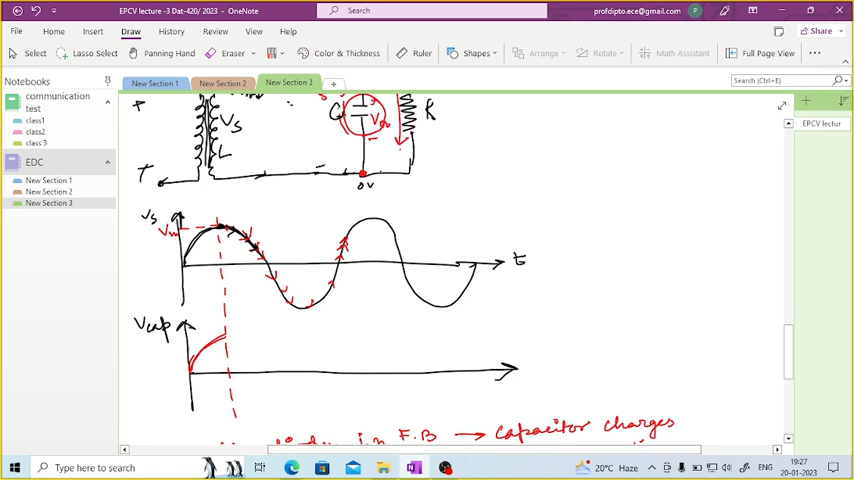 EPCV lecture -3 Dat-420/ 2023 - OneNote
Search
profdipto.ece@gmail.com
P
File Home Insert Draw History Review View Help
Share
Select Lasso Select Panning Hand Eraser Color & Thickness Ruler Shapes Arrange Rotate Math Assistant Full Page View
Notebooks
New Section 1 New Section 2 New Section 3
Search (Ctrl+E)
communication
test
class1
class2
class 3
EDC
New Section 1
New Section 2
New Section 3
EPCV lectur
Vs
C
R
0V
Vs
Vm
t
Vcap
in F.B → capacitor charges
Type here to search
20°C Haze
ENG
19:27
20-01-2023